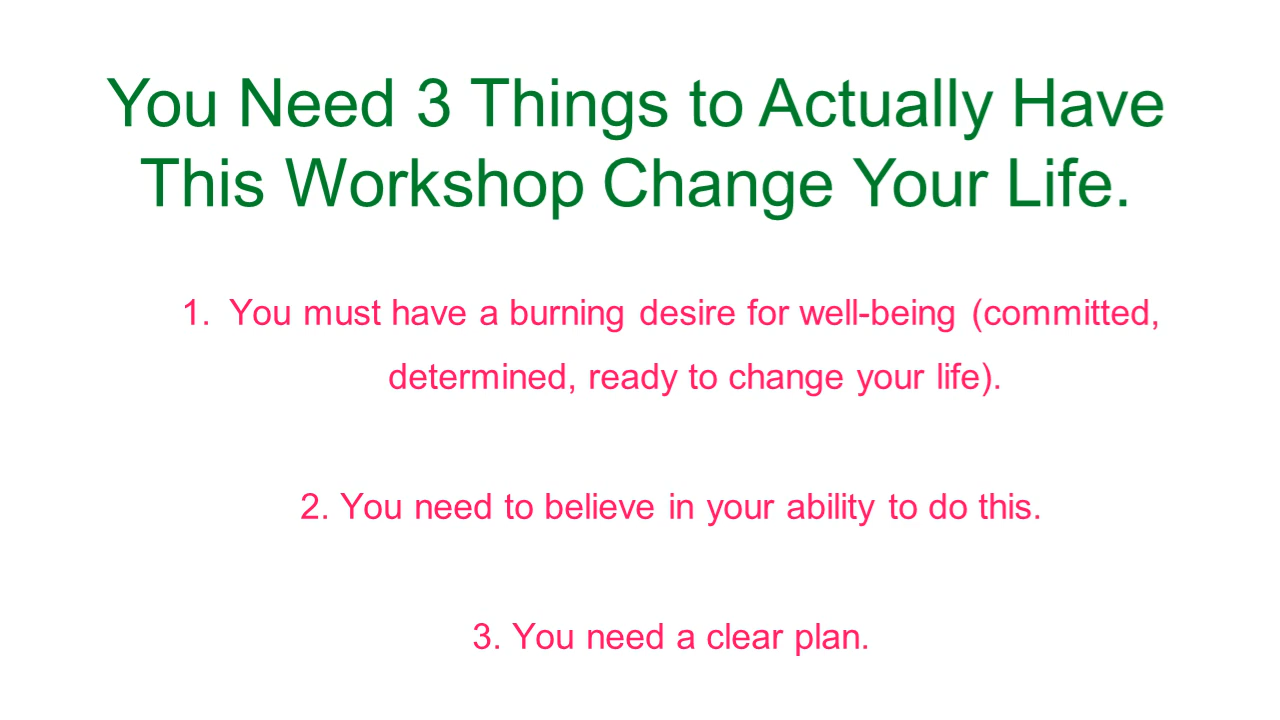 You Need 3 Things to Actually Have
This Workshop Change Your Life.
1. You must have a burning desire for well-being (committed,
determined, ready to change your life).
2. You need to believe in your ability to do this.
3. You need a clear plan.